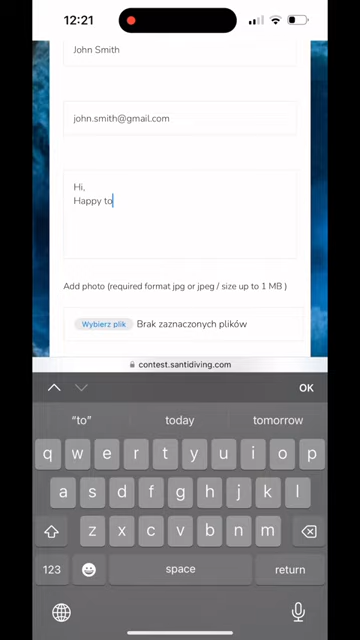 12:21
John Smith
john.smith@gmail.com
Hi,
Happy to
Add photo (required format jpg or jpeg / size up to 1 MB )
Wybierz plik Brak zaznaczonych plików
contest.santidiving.com
OK
“to” today tomorrow
q w e r t y u i o p
a s d f g h j k l
z x c v b n m
123 space return